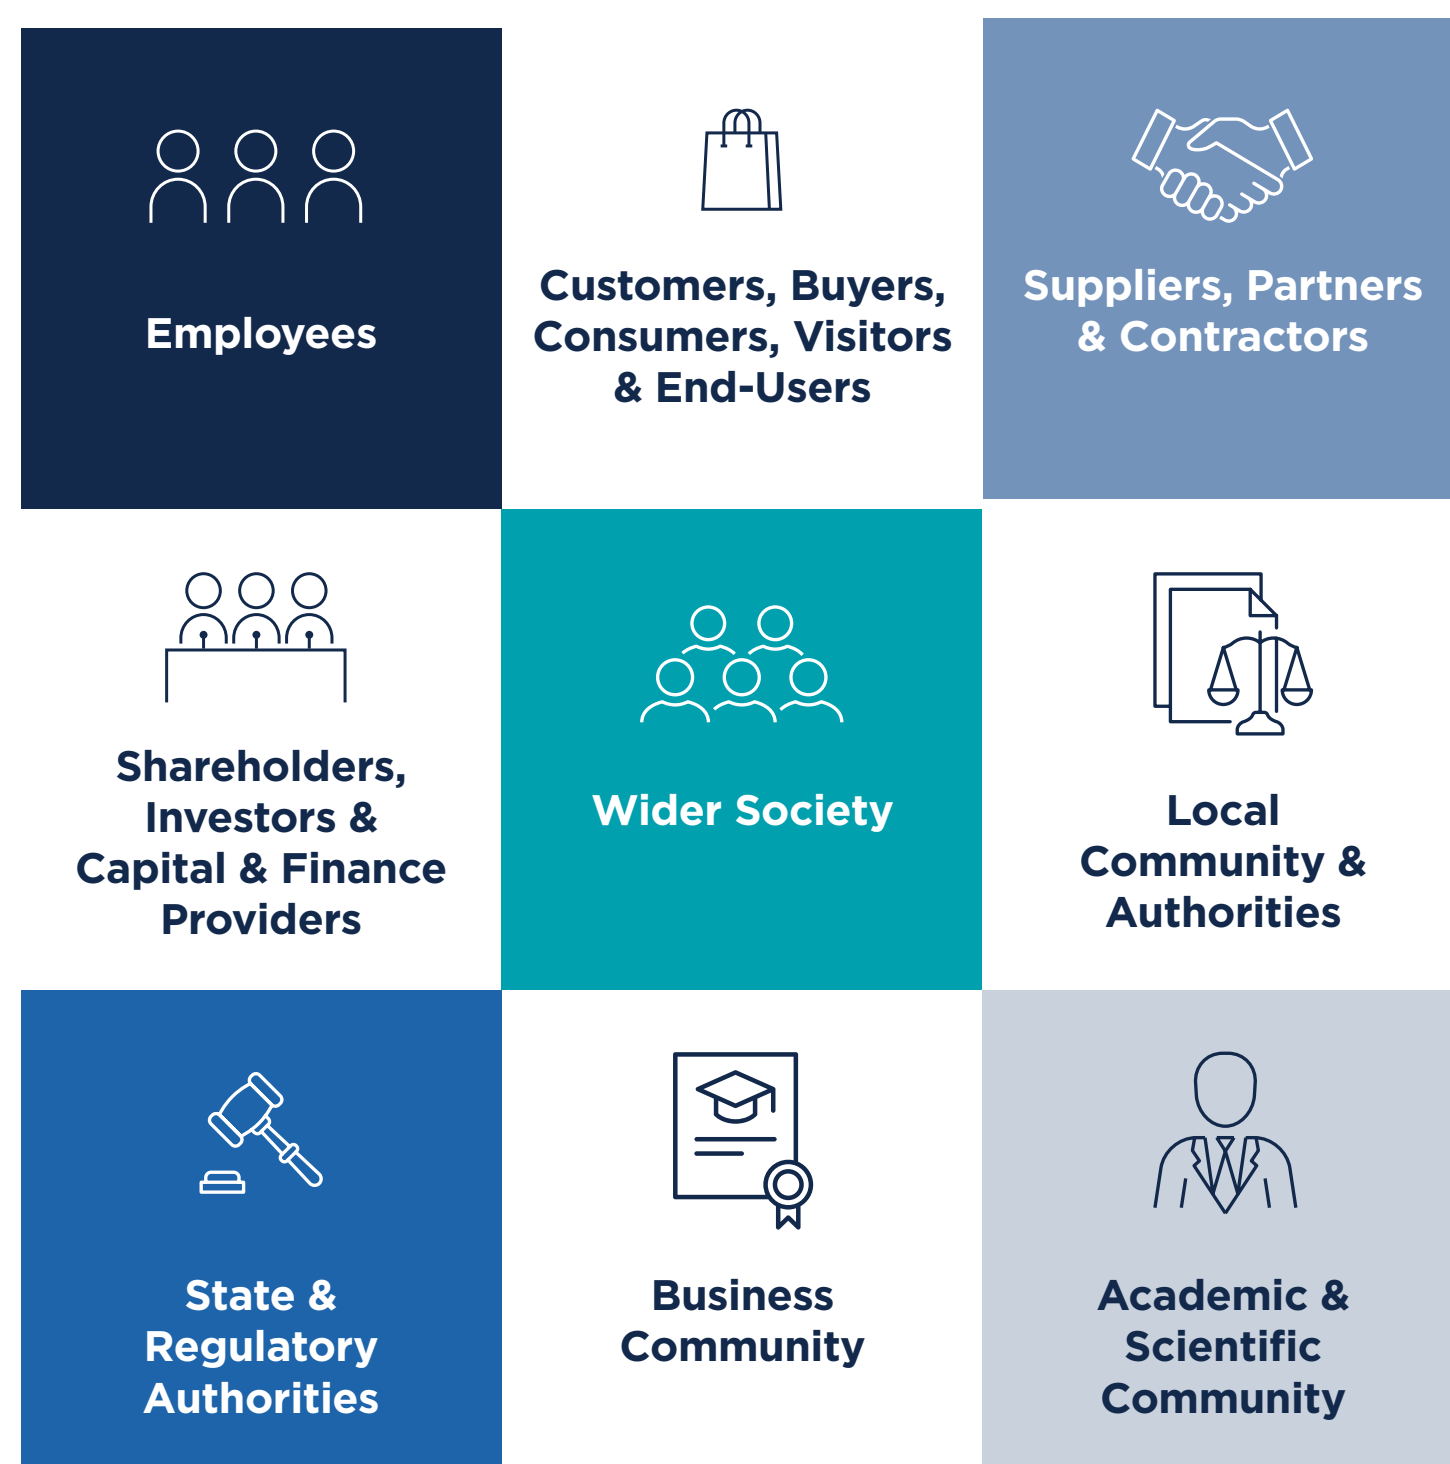 Employees
Customers, Buyers,
Consumers, Visitors
& End-Users
Suppliers, Partners
& Contractors
Shareholders,
Investors &
Capital & Finance
Providers
Wider Society
Local
Community &
Authorities
State &
Regulatory
Authorities
Business
Community
Academic &
Scientific
Community